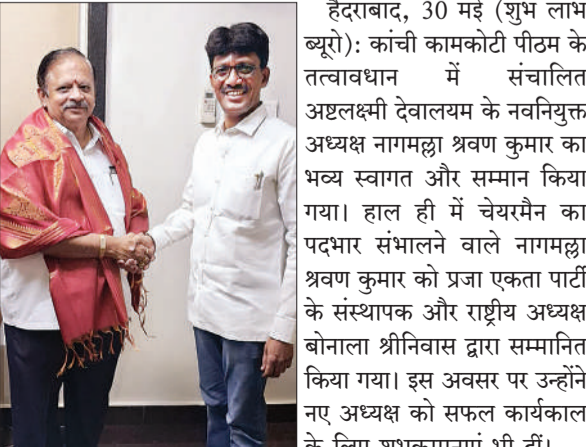 हैदराबाद, 30 मई (शुभ लाभ
ब्यूरो): कांची कामकोटी पीठम के
तत्वावधान में संचालित
अष्टलक्ष्मी देवालयम के नवनियुक्त
अध्यक्ष नागमल्ला श्रवण कुमार का
भव्य स्वागत और सम्मान किया
गया। हाल ही में चेयरमैन का
पदभार संभालने वाले नागमल्ला
श्रवण कुमार को प्रजा एकता पार्टी
के संस्थापक और राष्ट्रीय अध्यक्ष
बोनाला श्रीनिवास द्वारा सम्मानित
किया गया। इस अवसर पर उन्होंने
नए अध्यक्ष को सफल कार्यकाल
के लिए शुभकामनाएं भी दीं।